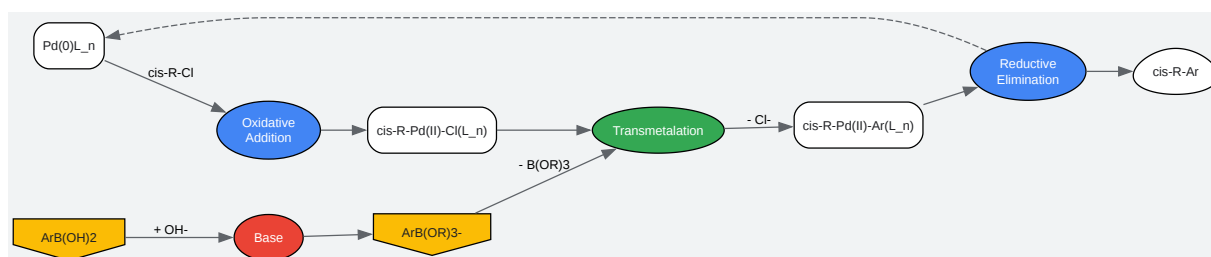 Pd(0)L_n
cis-R-Cl
Oxidative
Addition
cis-R-Pd(II)-Cl(L_n)
Transmetalation
- Cl-
cis-R-Pd(II)-Ar(L_n)
Reductive
Elimination
cis-R-Ar
- B(OR)3
ArB(OH)2
+ OH-
Base
ArB(OR)3-